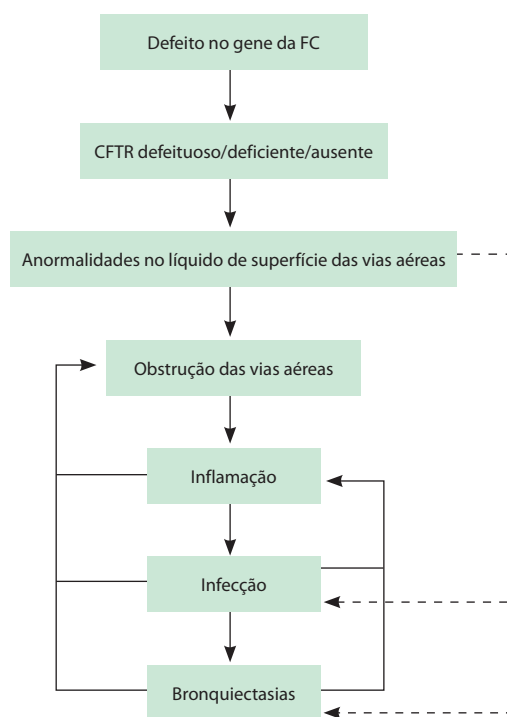 Defeito no gene da FC
CFTR defeituoso/deficiente/ausente
Anormalidades no líquido de superfície das vias aéreas
Obstrução das vias aéreas
Inflamação
Infecção
Bronquiectasias